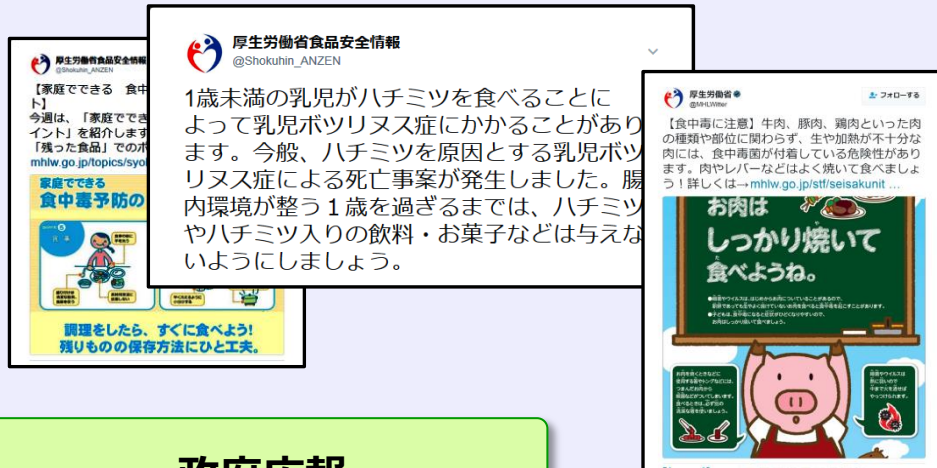 厚生労働省食品安全情報
@Shokuhin_ANZEN
【家庭でできる 食中
ト】
今週は、「家庭ででき
イント」を紹介します
「残った食品」でのポ
mhlw.go.jp/topics/syo
家庭でできる
食中毒予防の
調理をしたら、すぐに食べよう!
残りものの保存方法にひと工夫。
厚生労働省食品安全情報
@Shokuhin_ANZEN
1歳未満の乳児がハチミツを食べることに
よって乳児ボツリヌス症にかかることがあり
ます。今般、ハチミツを原因とする乳児ボツ
リヌス症による死亡事案が発生しました。腸
内環境が整う１歳を過ぎるまでは、ハチミツ
やハチミツ入りの飲料・お菓子などは与えな
いようにしましょう。
厚生労働省
@MHLWitter
フォローする
【食中毒に注意】牛肉、豚肉、鶏肉といった肉
の種類や部位に関わらず、生や加熱が不十分な
肉には、食中毒菌が付着している危険性があり
ます。肉やレバーなどはよく焼いて食べましょ
う！詳しくは→mhlw.go.jp/stf/seisakunit ...
お肉は
しっかり焼いて
食べようね。
政府広報